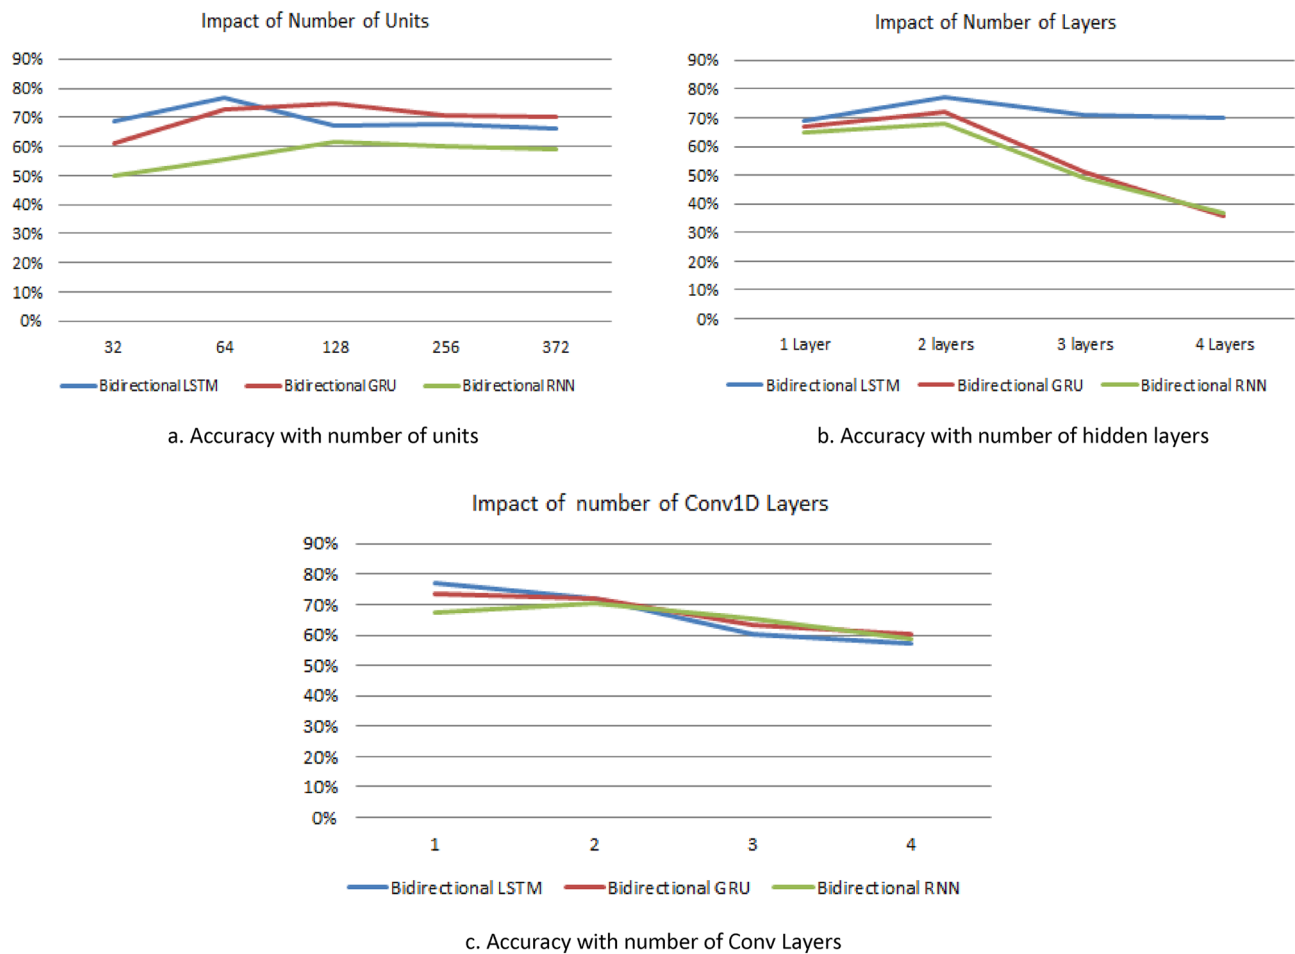 Impact of Number of Units
90%
80%
70%
60%
50%
40%
30%
20%
10%
0%
32 64 128 256 372
Bidirectional LSTM Bidirectional GRU Bidirectional RNN
a. Accuracy with number of units
Impact of Number of Layers
90%
80%
70%
60%
50%
40%
30%
20%
10%
0%
1 Layer 2 layers 3 layers 4 Layers
Bidirectional LSTM Bidirectional GRU Bidirectional RNN
b. Accuracy with number of hidden layers
Impact of number of Conv1D Layers
90%
80%
70%
60%
50%
40%
30%
20%
10%
0%
1 2 3 4
Bidirectional LSTM Bidirectional GRU Bidirectional RNN
c. Accuracy with number of Conv Layers